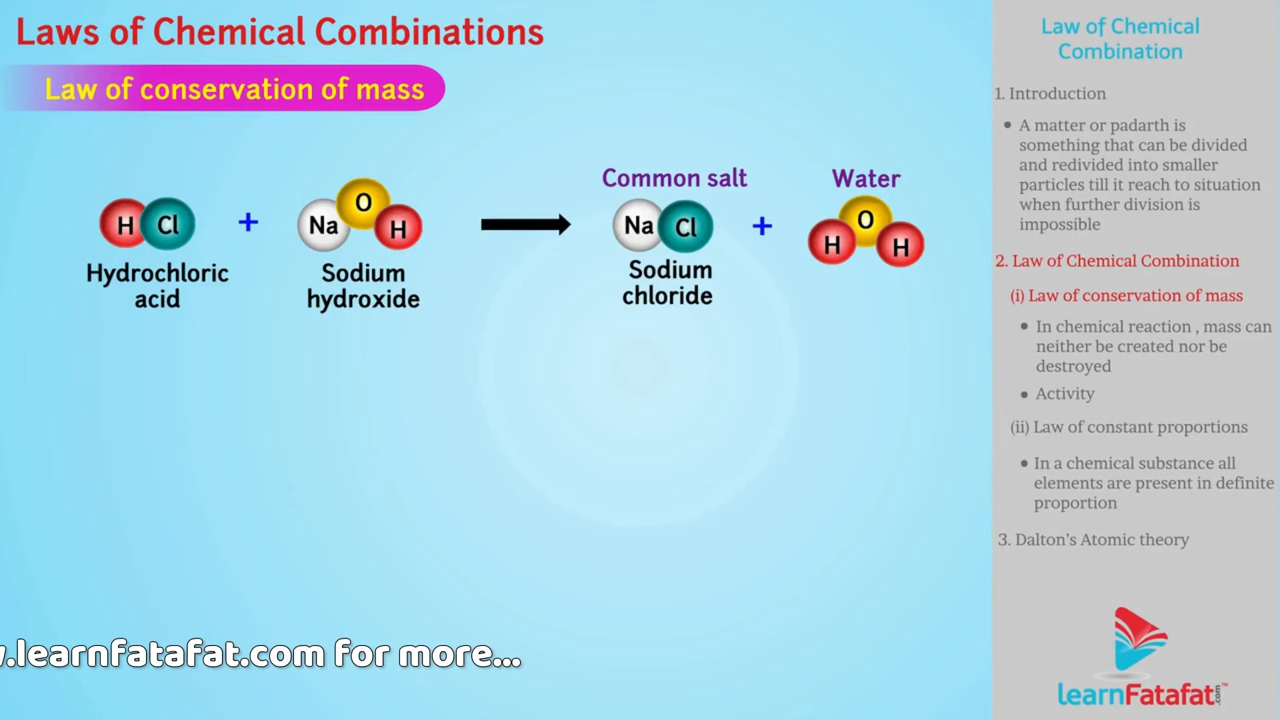 Laws of Chemical Combinations
Law of conservation of mass
Common salt
Water
H Cl + Na O H Na Cl + H O H
Hydrochloric
acid
Sodium
hydroxide
Sodium
chloride
.learnfatafat.com for more...
Law of Chemical
Combination
1. Introduction
• A matter or padarth is
something that can be divided
and redivided into smaller
particles till it reach to situation
when further division is
impossible
2. Law of Chemical Combination
(i) Law of conservation of mass
• In chemical reaction , mass can
neither be created nor be
destroyed
• Activity
(ii) Law of constant proportions
• In a chemical substance all
elements are present in definite
proportion
3. Dalton's Atomic theory
learnFatafat.com™